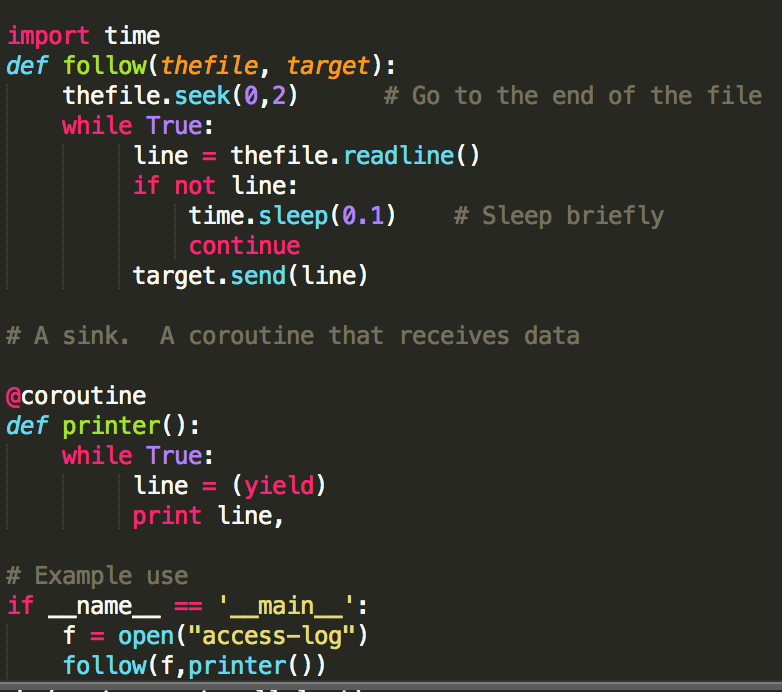 import time
def follow(thefile, target):
    thefile.seek(0,2)      # Go to the end of the file
    while True:
         line = thefile.readline()
         if not line:
             time.sleep(0.1)    # Sleep briefly
             continue
         target.send(line)

# A sink.  A coroutine that receives data

@coroutine
def printer():
    while True:
         line = (yield)
         print line,

# Example use
if __name__ == '__main__':
    f = open("access-log")
    follow(f,printer())